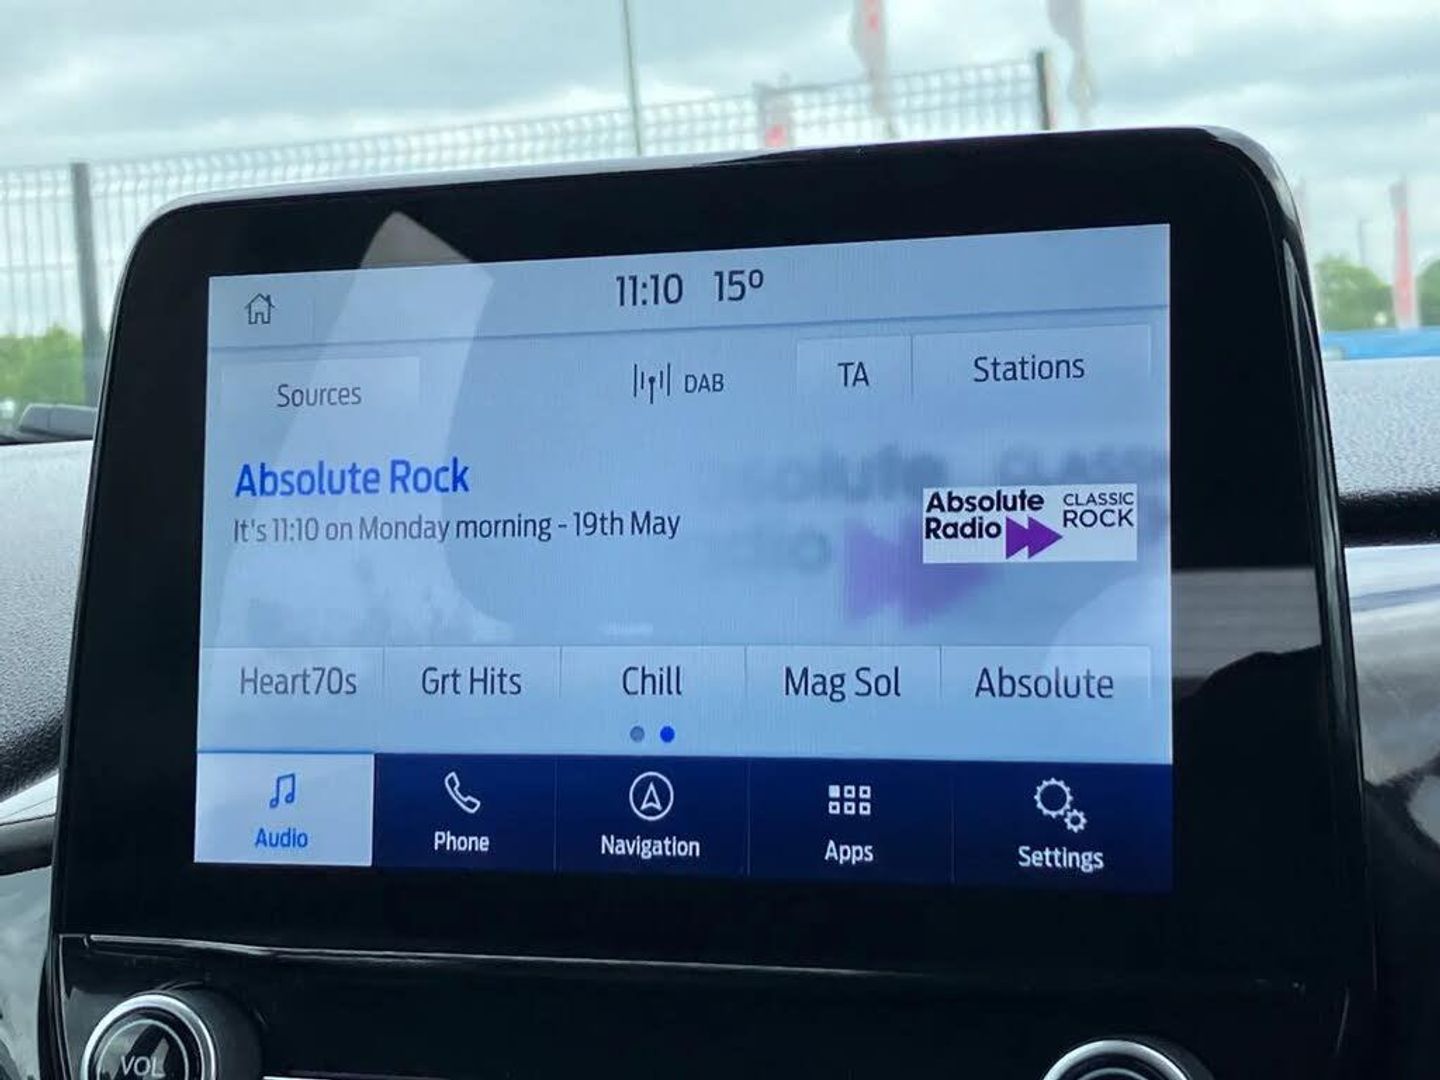 11:10 15º
Sources
DAB
TA
Stations
Absolute Rock
It's 11:10 on Monday morning - 19th May
Absolute
Radio
CLASSIC
ROCK
Heart70s
Grt Hits
Chill
Mag Sol
Absolute
Audio
Phone
Navigation
Apps
Settings
VOL